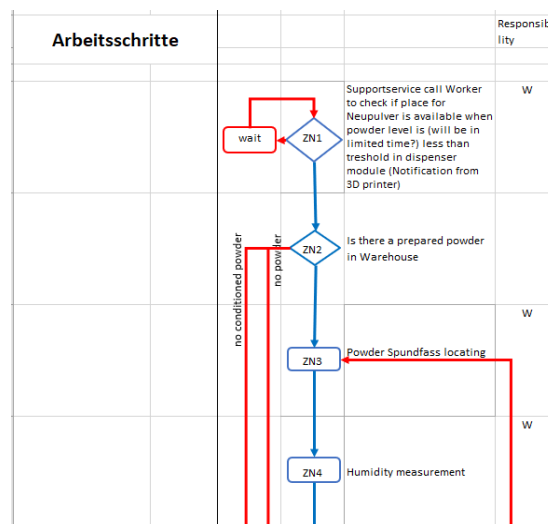 Responsib
lity
Arbeitsschritte
Supportservice call Worker
to check if place for
Neupulver is available when
powder level is (will be in
limited time?) less than
treshold in dispenser
module (Notification from
3D printer)
W
wait
ZN1
no conditioned powder
no powder
ZN2
Is there a prepared powder
in Warehouse
W
ZN3
Powder Spundfass locating
W
ZN4
Humidity measurement